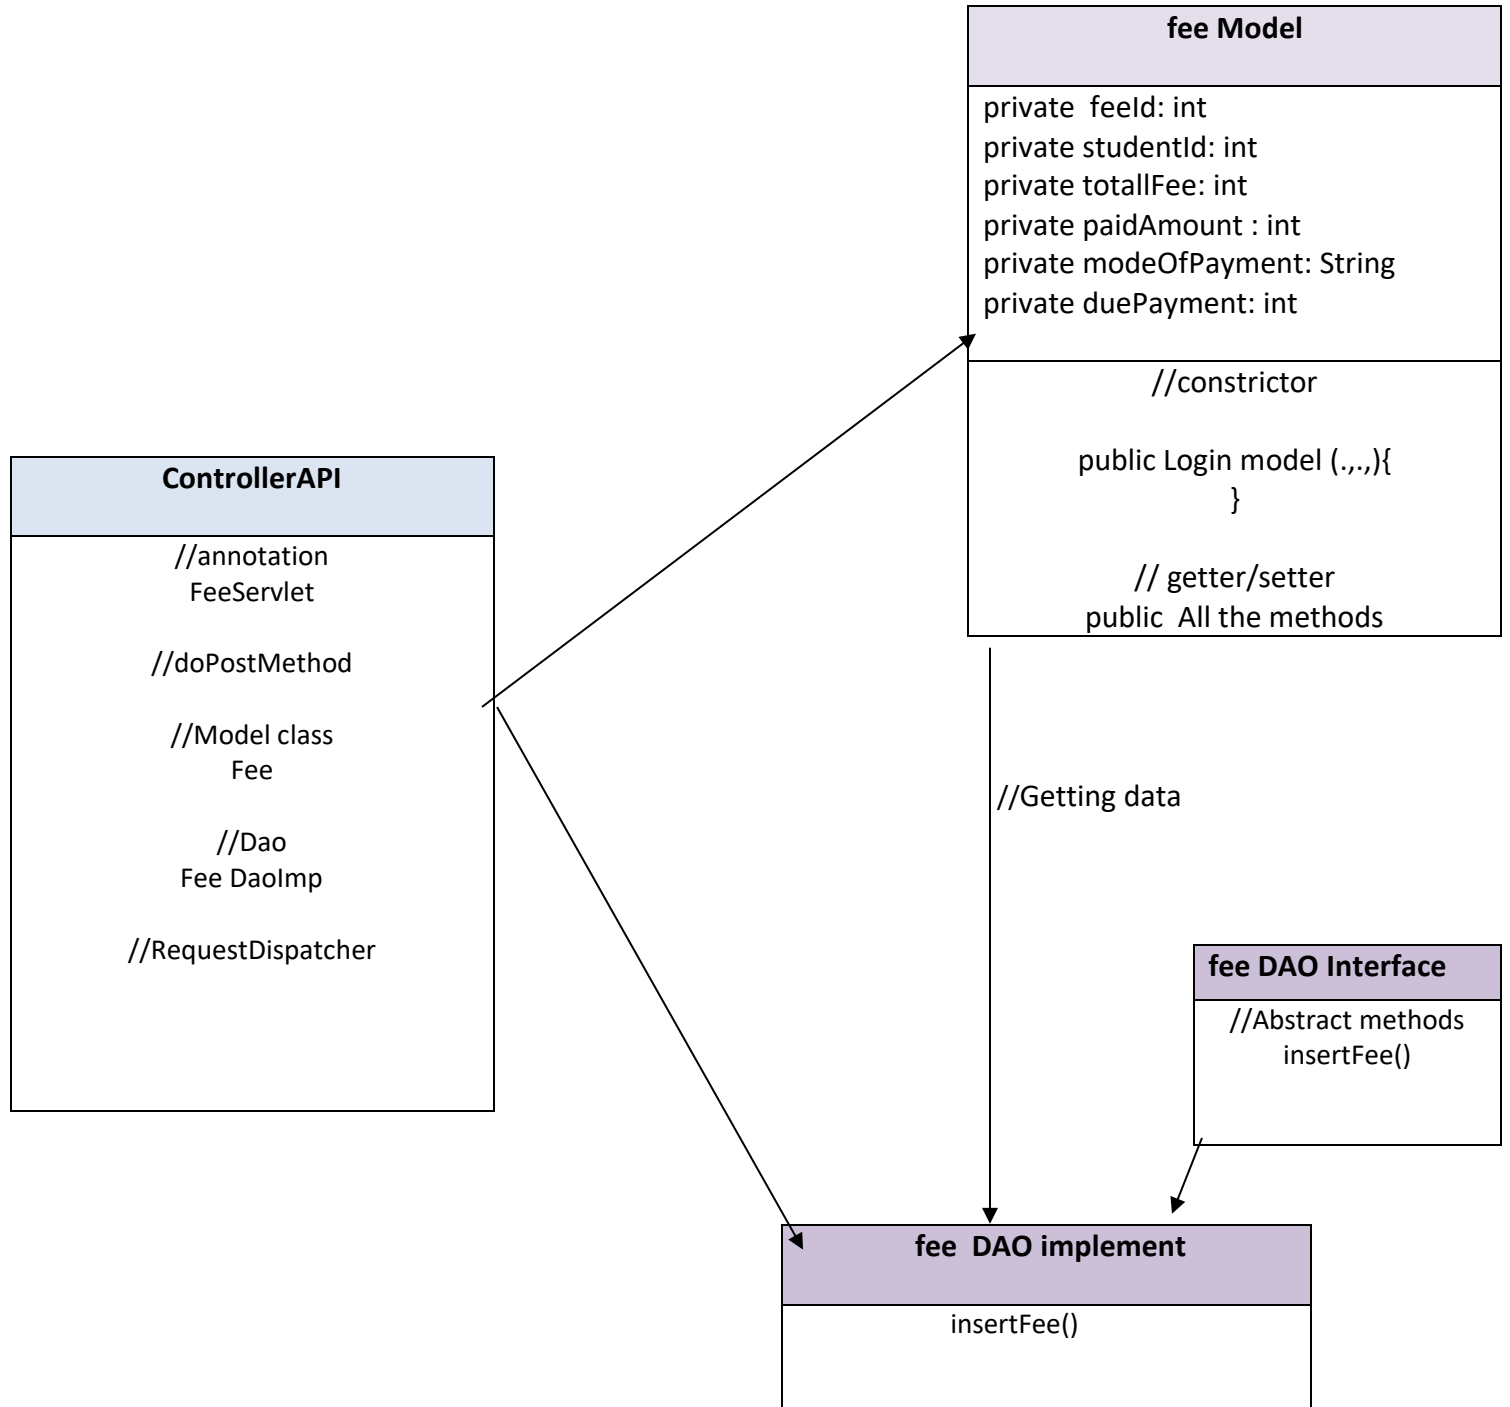 fee Model
private  feeId: int
private studentId: int
private totallFee: int
private paidAmount : int
private modeOfPayment: String
private duePayment: int
//constrictor
public Login model (.,.,){
}
// getter/setter
public  All the methods
ControllerAPI
//annotation
FeeServlet
//doPostMethod
//Model class
Fee
//Dao
Fee DaoImp
//RequestDispatcher
//Getting data
fee DAO Interface
//Abstract methods
insertFee()
fee  DAO implement
insertFee()